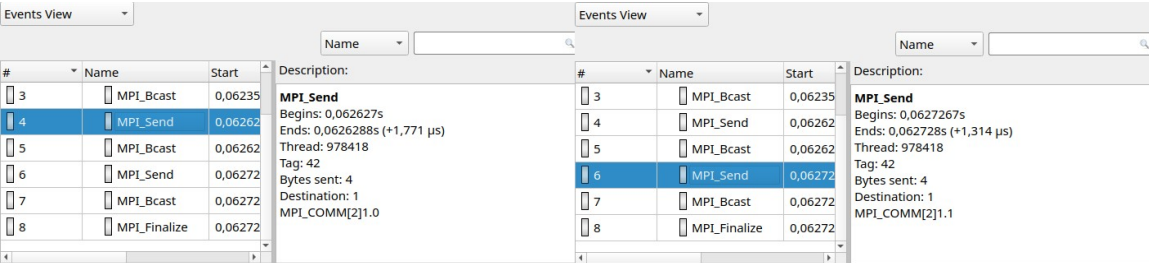 Events View
Name
# Name Start
3 MPI_Bcast 0,06235
4 MPI_Send 0,06262
5 MPI_Bcast 0,06262
6 MPI_Send 0,06272
7 MPI_Bcast 0,06272
8 MPI_Finalize 0,06272
Description:
MPI_Send
Begins: 0,062627s
Ends: 0,0626288s (+1,771 µs)
Thread: 978418
Tag: 42
Bytes sent: 4
Destination: 1
MPI_COMM[2]1.0
Events View
Name
# Name Start
3 MPI_Bcast 0,06235
4 MPI_Send 0,06262
5 MPI_Bcast 0,06262
6 MPI_Send 0,06272
7 MPI_Bcast 0,06272
8 MPI_Finalize 0,06272
Description:
MPI_Send
Begins: 0,0627267s
Ends: 0,062728s (+1,314 µs)
Thread: 978418
Tag: 42
Bytes sent: 4
Destination: 1
MPI_COMM[2]1.1